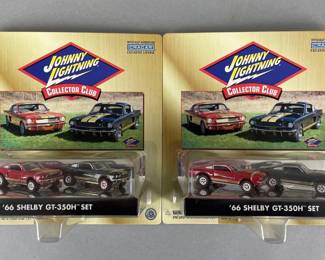 JOHNNY
LIGHTNING
COLLECTOR CLUB
'66 SHELBY GT-350H SET
JOHNNY
LIGHTNING
COLLECTOR CLUB
'66 SHELBY GT-350H SET